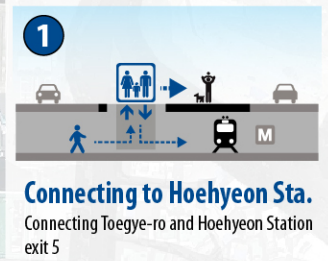 1
M
Connecting to Hoehyeon Sta.
Connecting Toegye-ro and Hoehyeon Station
exit 5